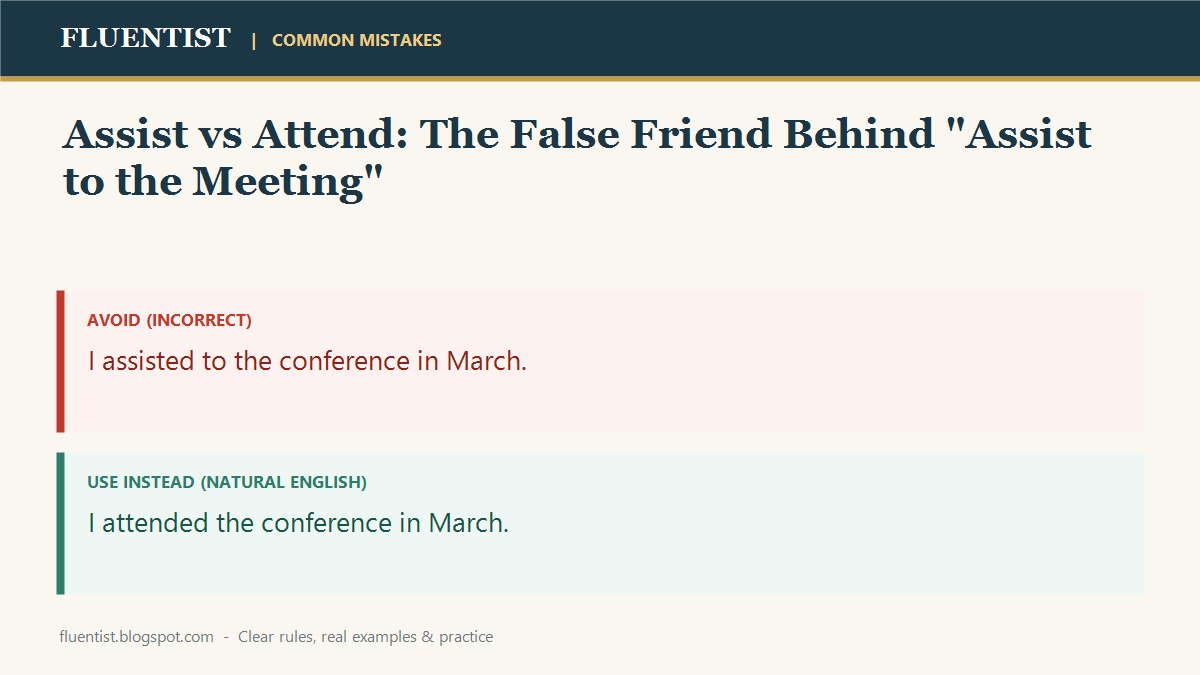 FLUENTIST | COMMON MISTAKES
Assist vs Attend: The False Friend Behind "Assist
to the Meeting"
AVOID (INCORRECT)
I assisted to the conference in March.
USE INSTEAD (NATURAL ENGLISH)
I attended the conference in March.
fluentist.blogspot.com - Clear rules, real examples & practice